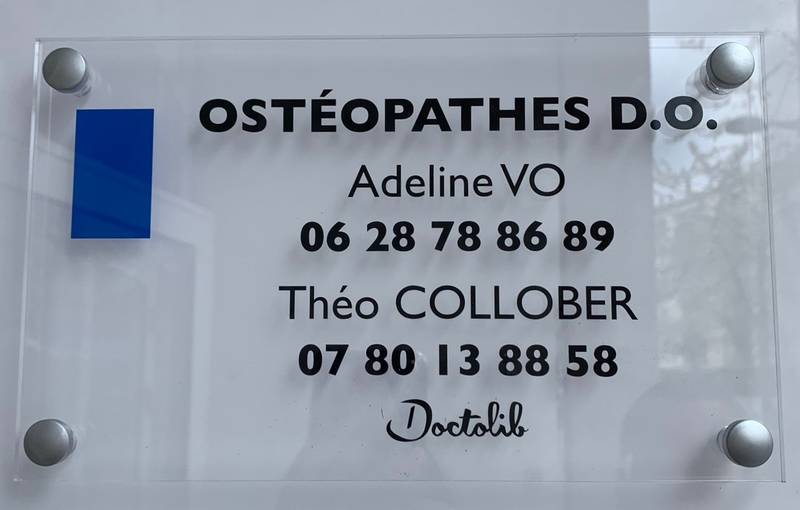 OSTÉOPATHES D.O.
Adeline VO
06 28 78 86 89
Théo COLLOBER
07 80 13 88 58
Doctolib